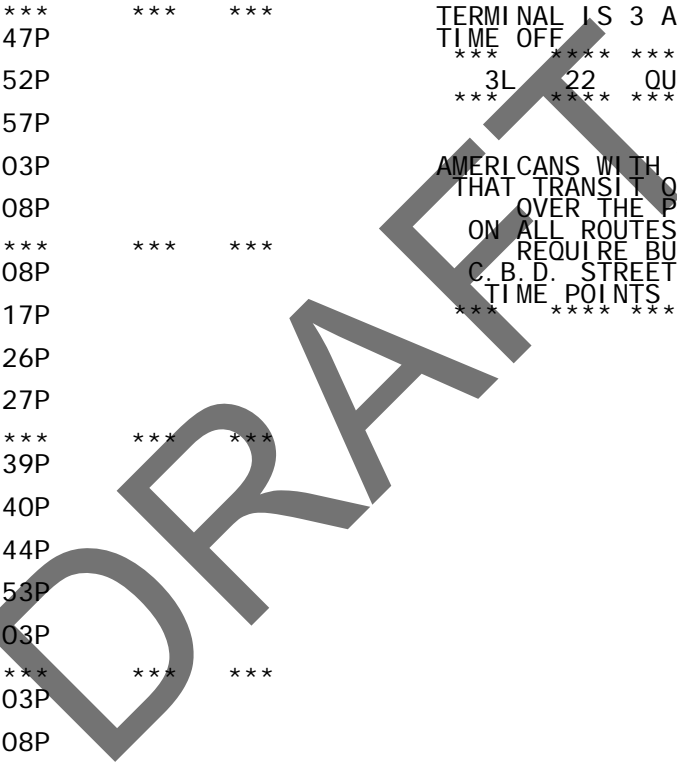 ***      ***    ***      TERMINAL IS 3 A
47P      TIME OFF
***    **** ***
52P      3L    22    QU
***    **** ***
57P
03P      AMERICANS WITH
THAT TRANSIT O
08P      OVER THE P
ON ALL ROUTES
***      ***    ***      REQUIRE BU
08P      C.B.D. STREET
TIME POINTS
17P      ***    **** ***
26P
27P
***      ***    ***
39P
40P
44P
53P
03P
***      ***    ***
03P
08P
DRAFT